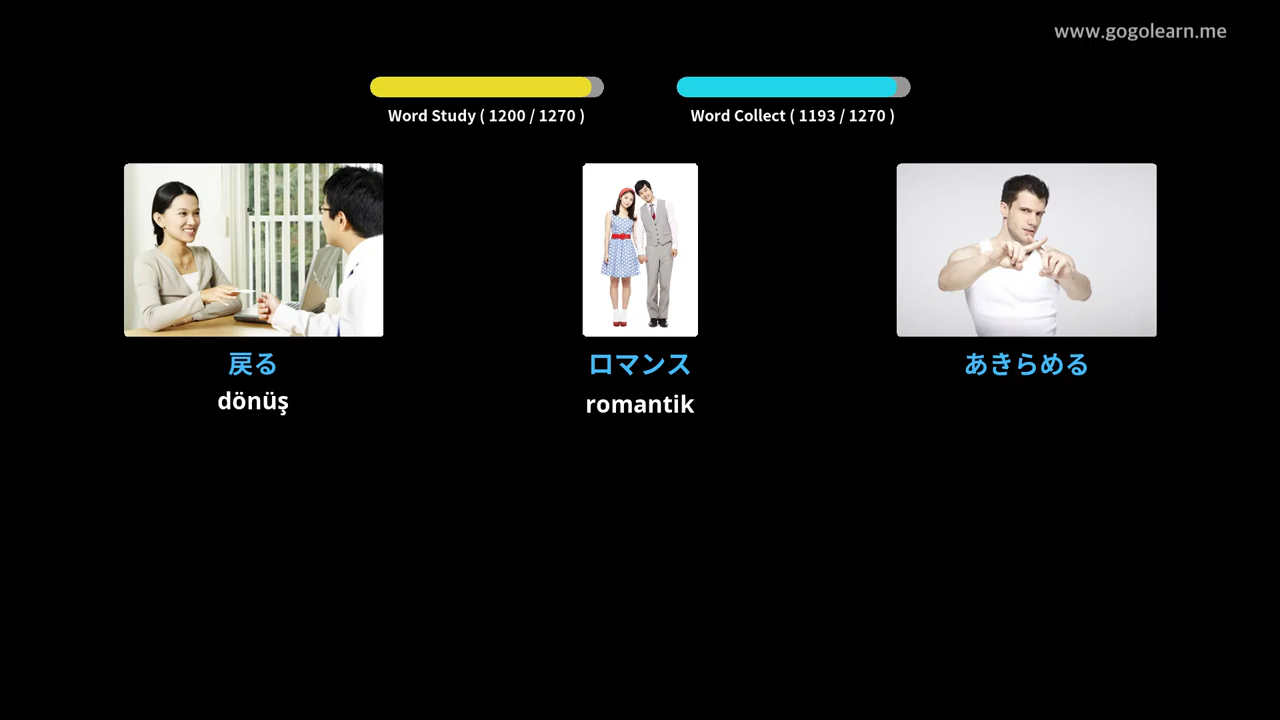 www.gogolearn.me
Word Study ( 1200 / 1270 )
Word Collect ( 1193 / 1270 )
戻る
ロマンス
あきらめる
dönüş
romantik